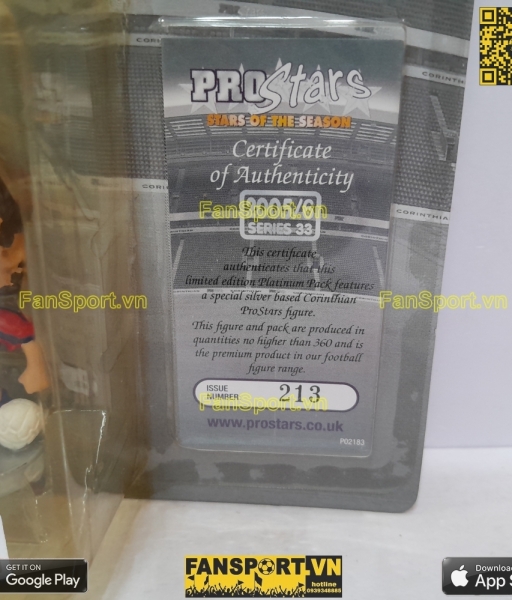 PROStars
STARS OF THE SEASON
CORINTHIA
Certificate
of Authenticity
CORI
2005/6
FanSport.vn
SERIES 33
CORINTHIAN
This certificate
authenticates that this
limited edition Platinum Pack features
a special silver based Corinthian
ProStars figure.
FanSport.vn
FanSport.vn
This figure and pack are produced in
quantities no higher than 360 and is
the premium product in our football
figure range.
ISSUE
NUMBER
213
FanSport.vn
www.prostars.co.uk
P02183
GET IT ON
Google Play
FANSPORT.VN
hotline
0939348885
Download
App S